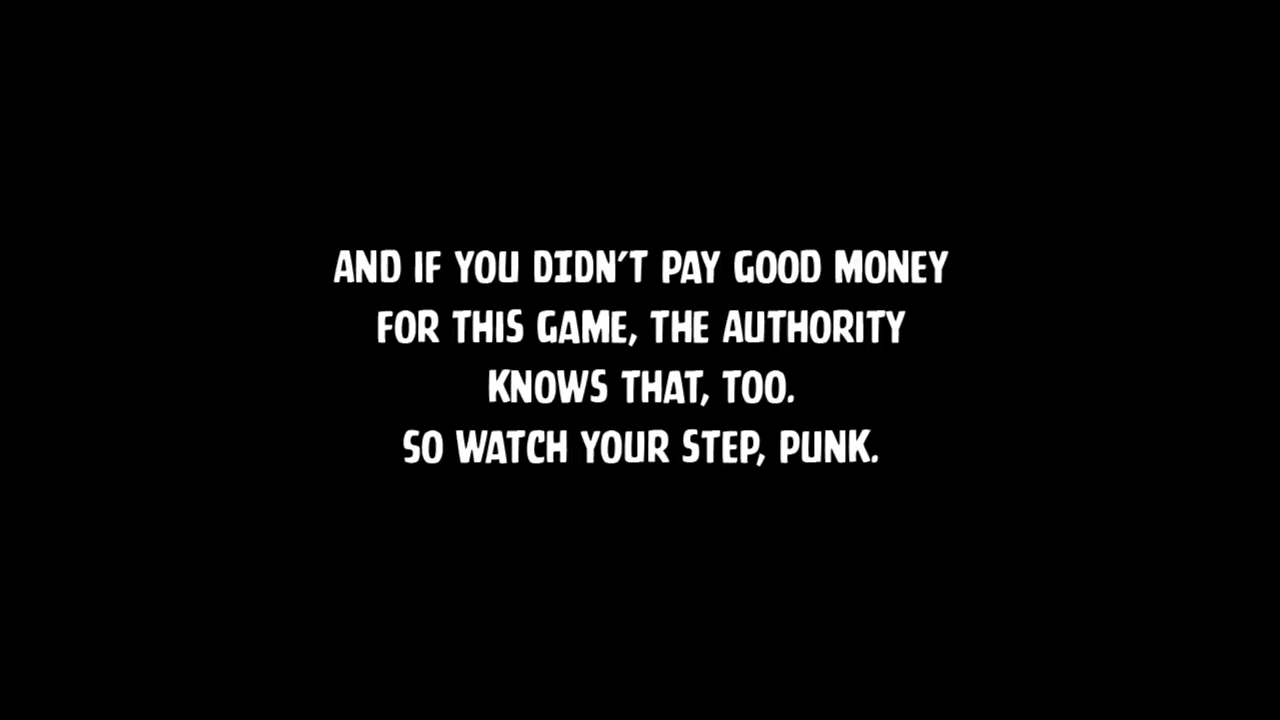 AND IF YOU DIDN'T PAY GOOD MONEY
FOR THIS GAME, THE AUTHORITY
KNOWS THAT, TOO.
SO WATCH YOUR STEP, PUNK.